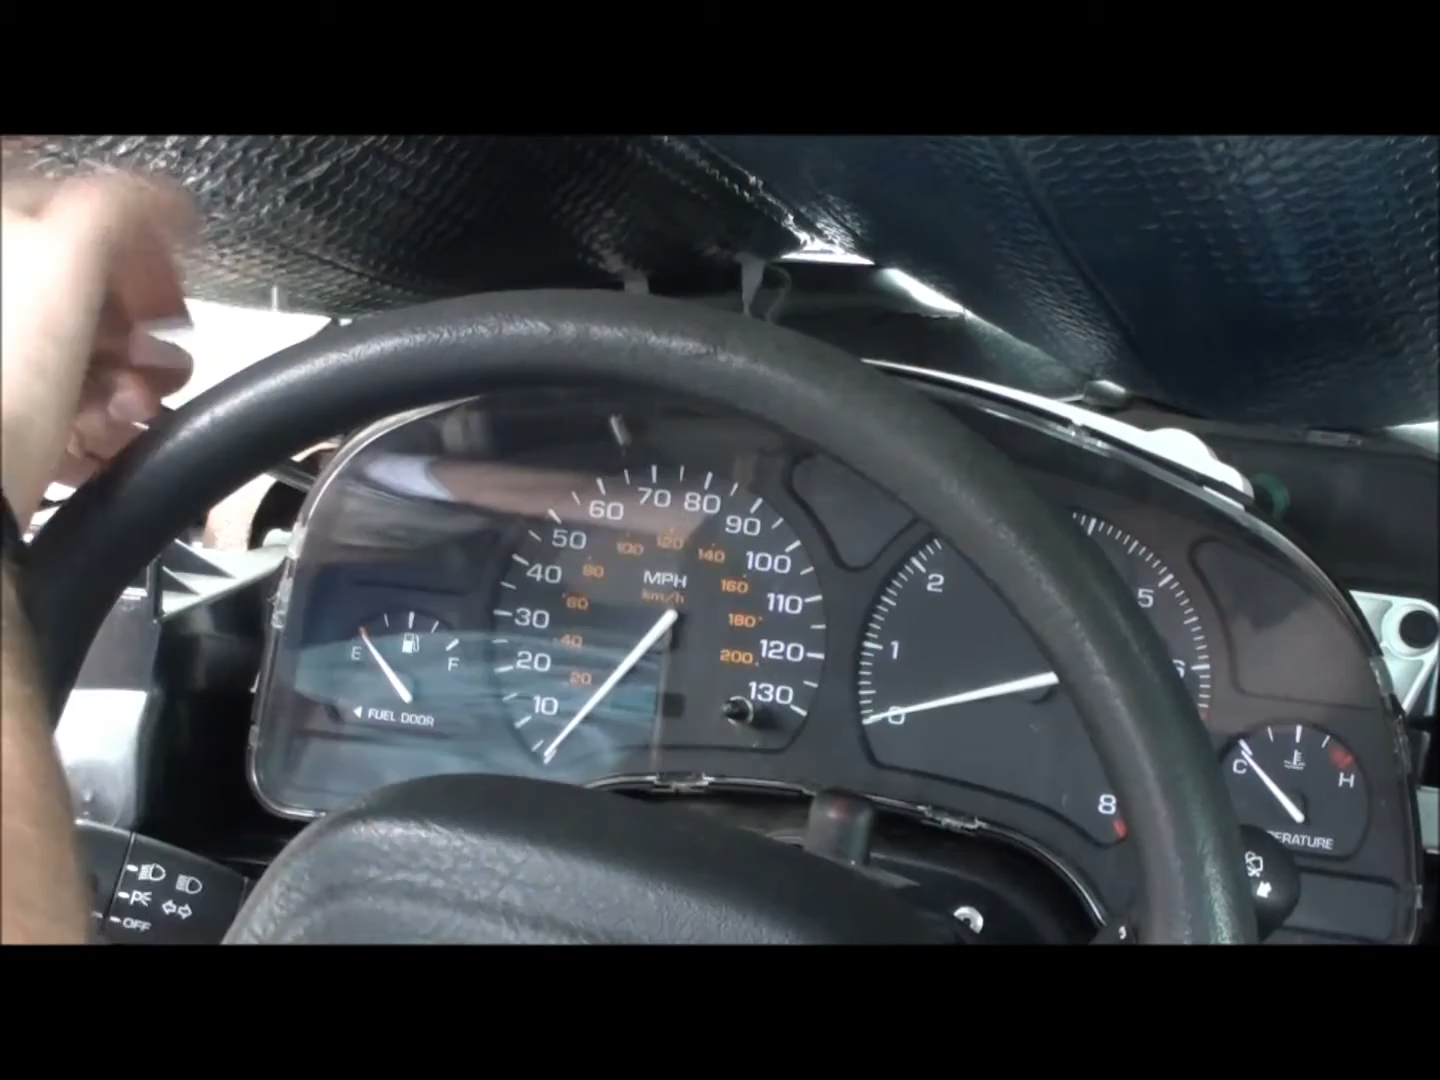 70 80
60 90
50 100 120 140 100
80 MPH 160
40 km/h 110
30 60 180
40 200 120
20 20 130
10
E F
◀ FUEL DOOR
2
1
0
5
6
8
C H
ERATURE
OFF